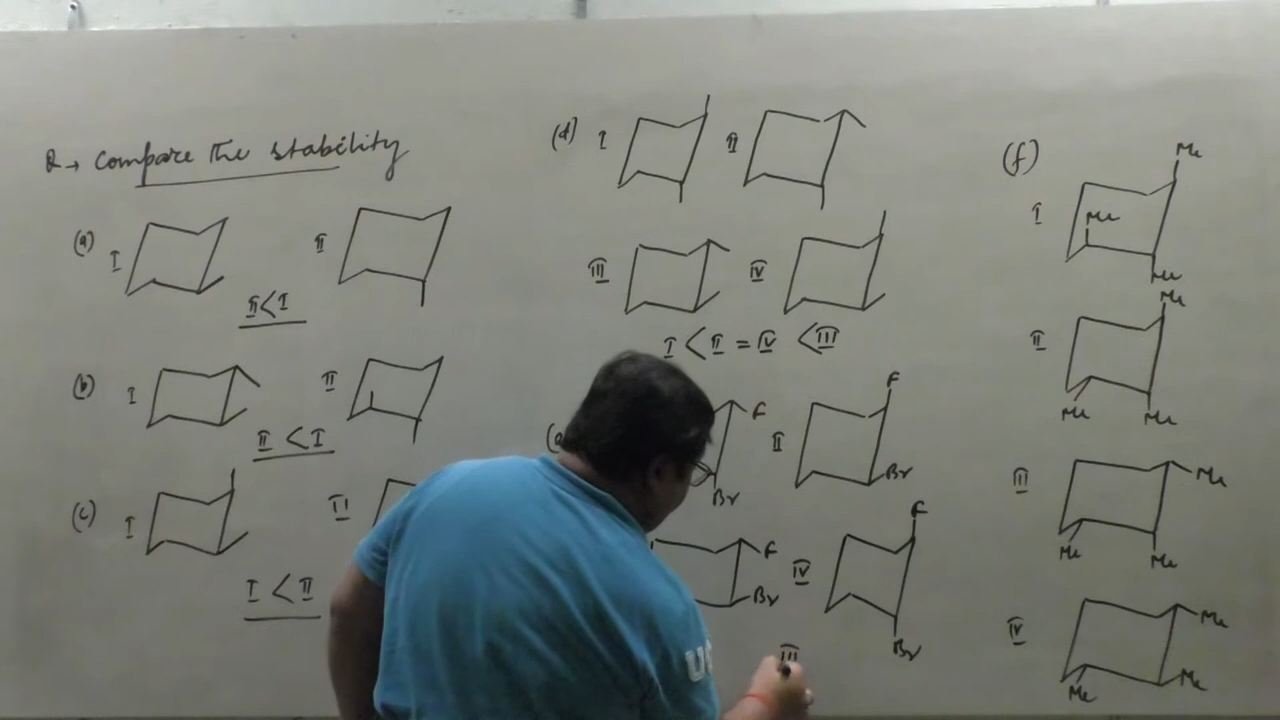 Q→ Compare the stability
(a) I II
II < I
(b) I II
II < I
(c) I II
I < II
(d) I II
III IV
I < II = IV < III
F Br II F Br
F Br IV F Br
III
(f)
I Me Me Me
II Me Me Me
III Me Me Me
IV Me Me Me